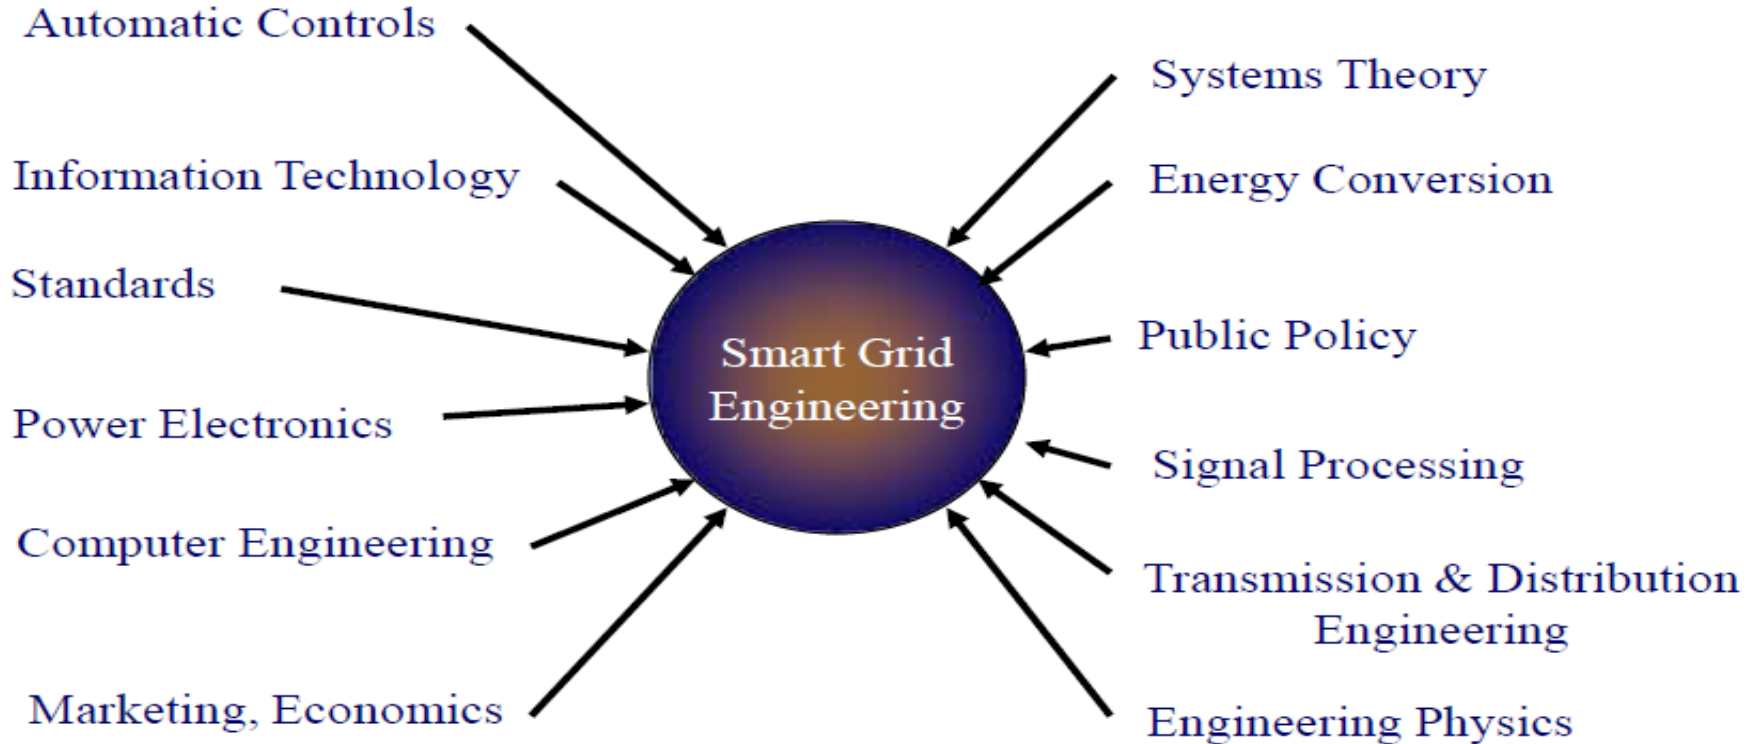 Automatic Controls
Information Technology
Standards
Power Electronics
Computer Engineering
Marketing, Economics
Smart Grid
Engineering
Systems Theory
Energy Conversion
Public Policy
Signal Processing
Transmission & Distribution
Engineering
Engineering Physics